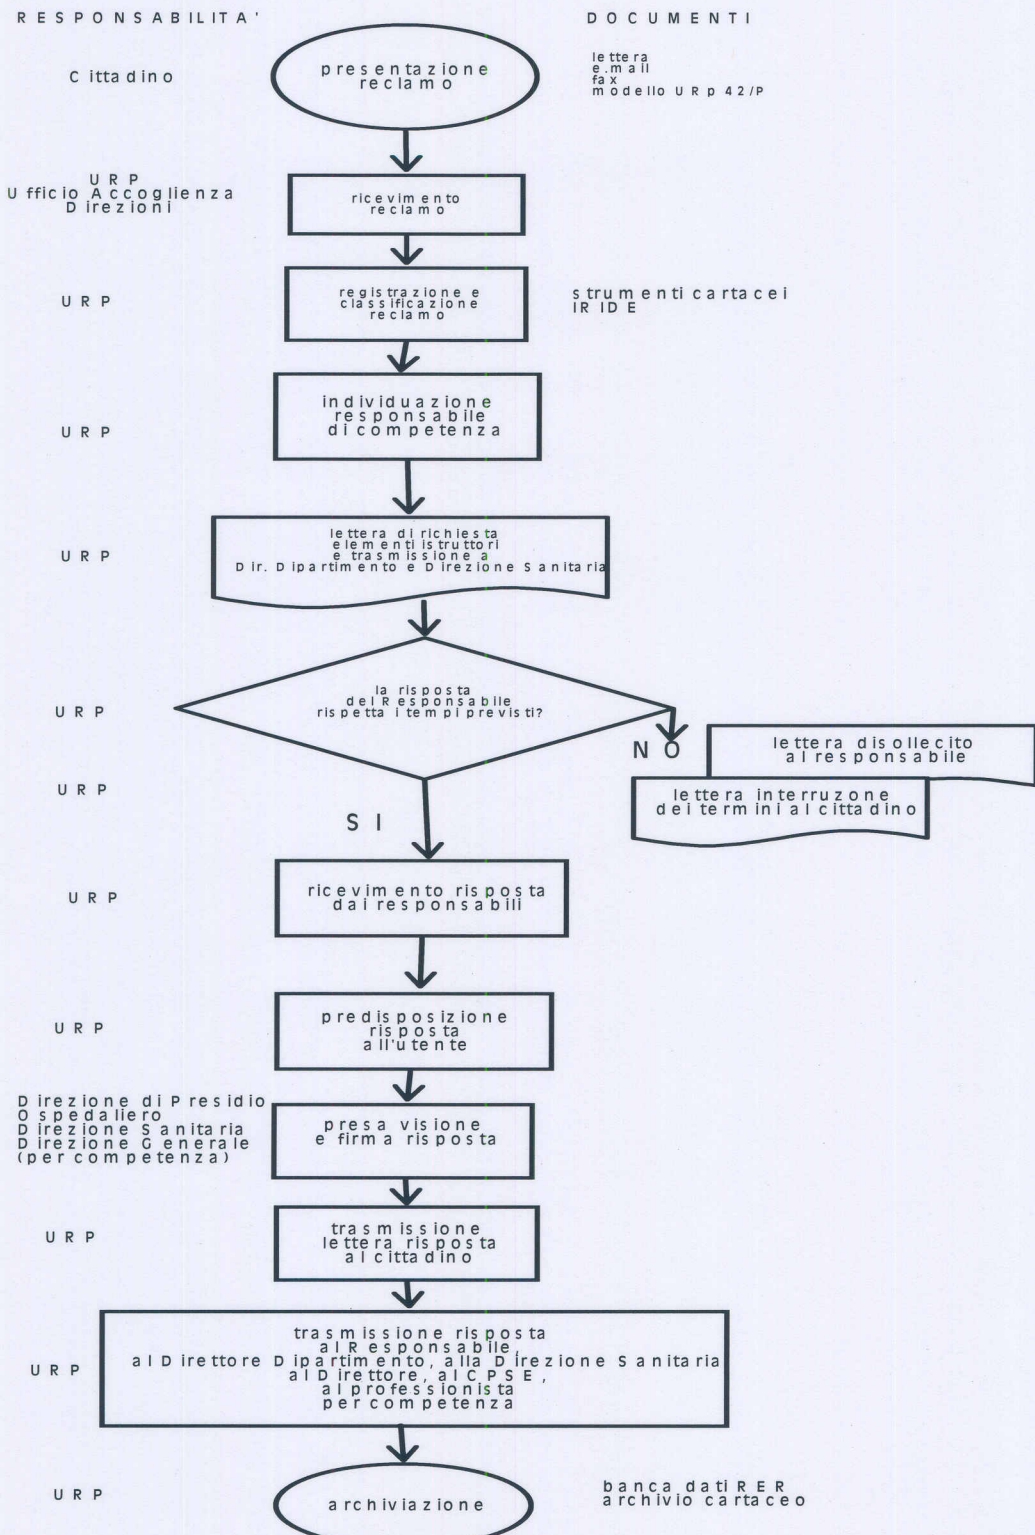 RESPONSABILITA' DOCUMENTI
Cittadino
presentazione
reclamo
lettera
e.mail
fax
modello URp 42/P
URP
Ufficio Accoglienza
Direzioni
ricevimento
reclamo
URP
registrazione e
classificazione
reclamo
strumenti cartacei
IRIDE
URP
individuazione
responsabile
di competenza
URP
lettera di richiesta
elementi istruttori
e trasmissione a
Dir. Dipartimento e Direzione Sanitaria
URP
la risposta
del Responsabile
rispetta i tempi previsti?
NO
lettera di sollecito
al responsabile
URP
lettera interruzone
dei termini al cittadino
SI
URP
ricevimento risposta
dai responsabili
URP
predisposizione
risposta
all'utente
Direzione di Presidio
Ospedaliero
Direzione Sanitaria
Direzione Generale
(per competenza)
presa visione
e firma risposta
URP
trasmissione
lettera risposta
al cittadino
URP
trasmissione risposta
al Responsabile,
al Direttore Dipartimento, alla Direzione Sanitaria
al Direttore, al CPSE,
al professionista
per competenza
URP
archiviazione
banca dati RER
archivio cartaceo